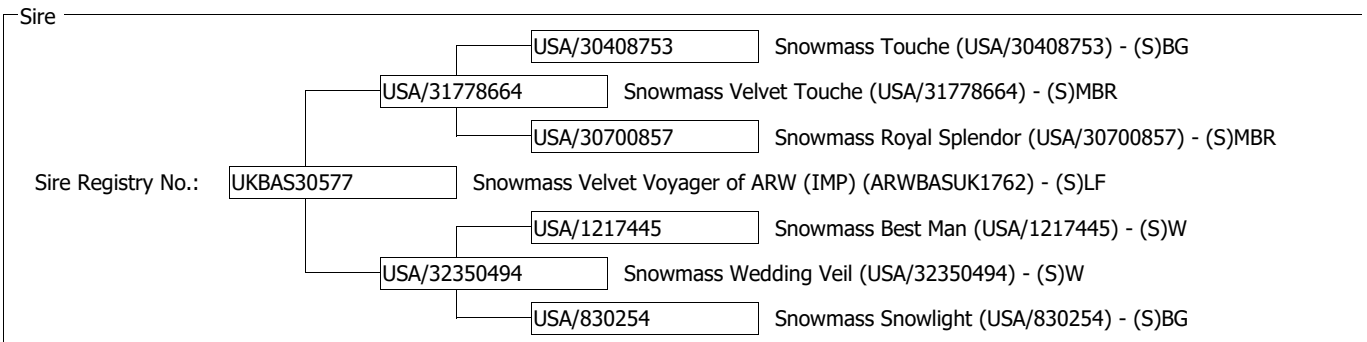 Sire
USA/30408753 Snowmass Touche (USA/30408753) - (S)BG
USA/31778664 Snowmass Velvet Touche (USA/31778664) - (S)MBR
USA/30700857 Snowmass Royal Splendor (USA/30700857) - (S)MBR
Sire Registry No.: UKBAS30577 Snowmass Velvet Voyager of ARW (IMP) (ARWBASUK1762) - (S)LF
USA/1217445 Snowmass Best Man (USA/1217445) - (S)W
USA/32350494 Snowmass Wedding Veil (USA/32350494) - (S)W
USA/830254 Snowmass Snowlight (USA/830254) - (S)BG